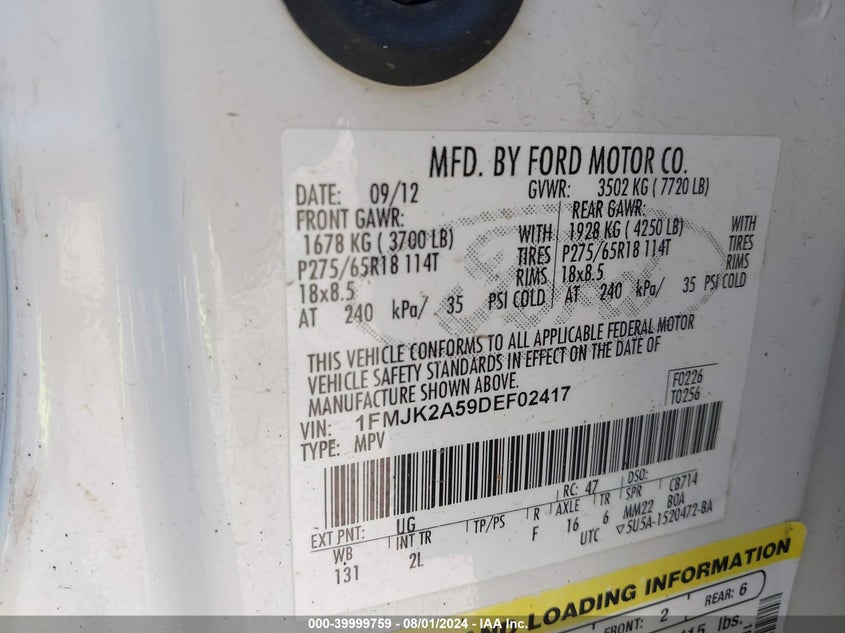 MFD. BY FORD MOTOR CO.
DATE: 09/12 GVWR: 3502 KG ( 7720 LB)
FRONT GAWR: REAR GAWR:
1678 KG ( 3700 LB) WITH 1928 KG ( 4250 LB) WITH
P275/65R18 114T TIRES P275/65R18 114T TIRES
18x8.5 RIMS 18x8.5 RIMS
AT 240 kPa/ 35 PSI COLD AT 240 kPa/ 35 PSI COLD
THIS VEHICLE CONFORMS TO ALL APPLICABLE FEDERAL MOTOR
VEHICLE SAFETY STANDARDS IN EFFECT ON THE DATE OF
MANUFACTURE SHOWN ABOVE.
F0226
VIN: 1FMJK2A59DEF02417 T0256
TYPE: MPV
RC: 47 DSO:
EXT PNT: UG TP/PS R AXLE TR SPR CB714
WB INT TR F 16 6 MM22 BOA
131 2L UTC ▽5U5A-1520472-BA
AND LOADING INFORMATION
FRONT: 2 REAR: 6
lbs.
000-39999759 - 08/01/2024 - IAA Inc.